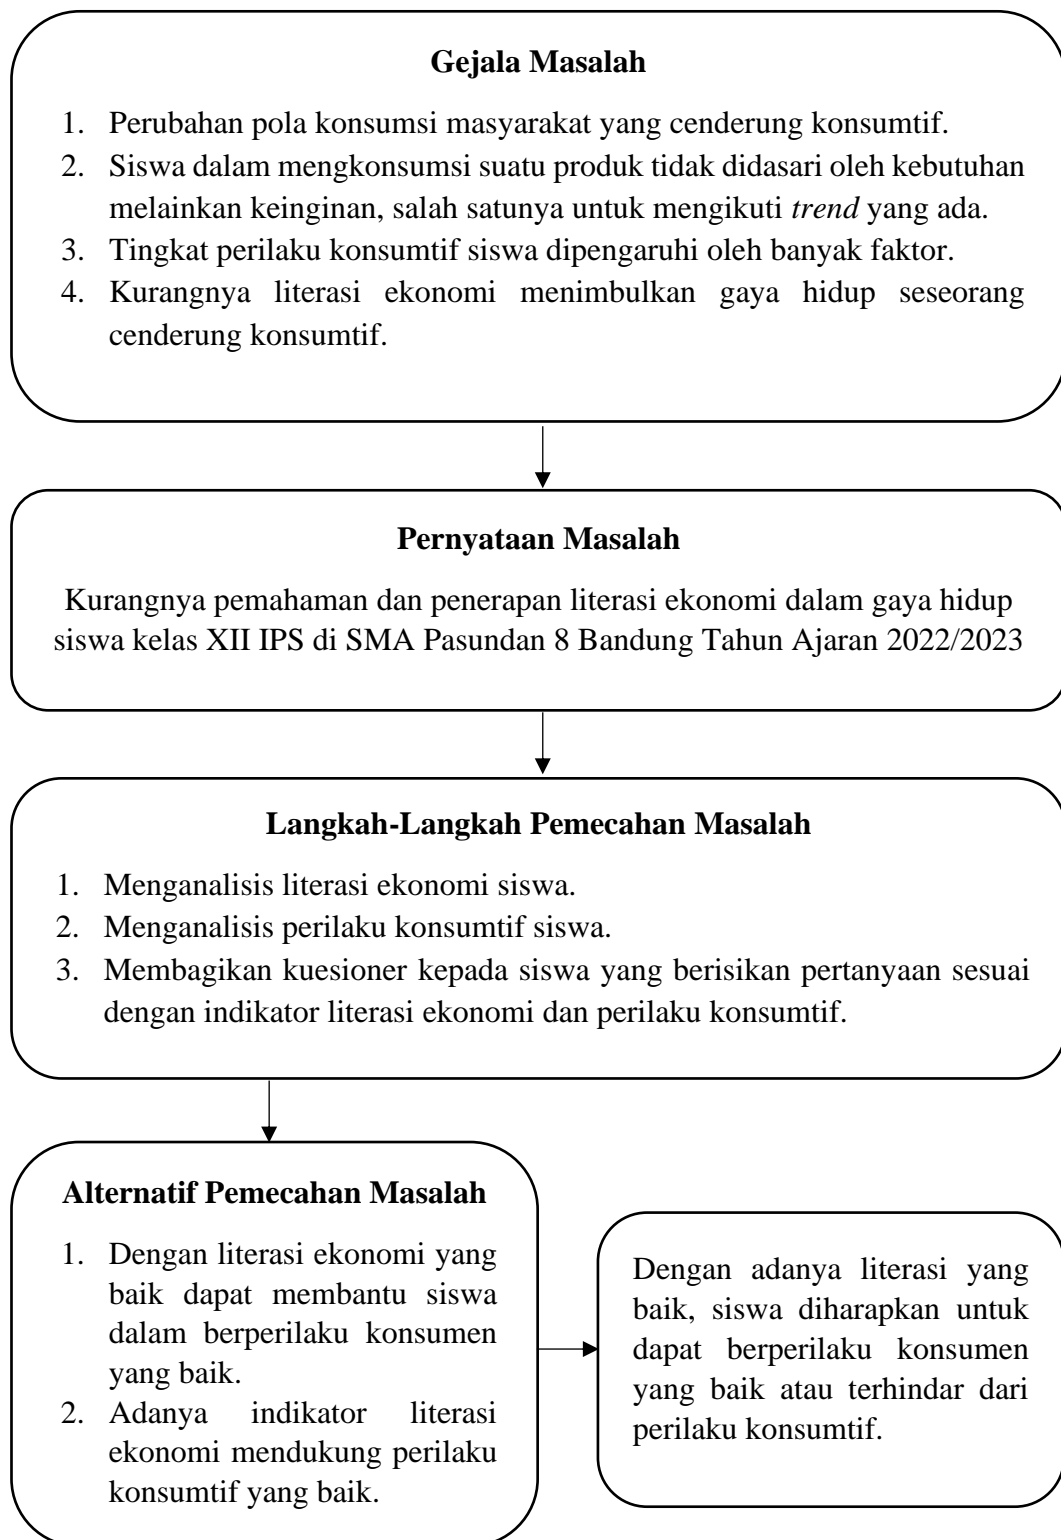 Gejala Masalah
1. Perubahan pola konsumsi masyarakat yang cenderung konsumtif.
2. Siswa dalam mengkonsumsi suatu produk tidak didasari oleh kebutuhan
melainkan keinginan, salah satunya untuk mengikuti trend yang ada.
3. Tingkat perilaku konsumtif siswa dipengaruhi oleh banyak faktor.
4. Kurangnya literasi ekonomi menimbulkan gaya hidup seseorang
cenderung konsumtif.
Pernyataan Masalah
Kurangnya pemahaman dan penerapan literasi ekonomi dalam gaya hidup
siswa kelas XII IPS di SMA Pasundan 8 Bandung Tahun Ajaran 2022/2023
Langkah-Langkah Pemecahan Masalah
1. Menganalisis literasi ekonomi siswa.
2. Menganalisis perilaku konsumtif siswa.
3. Membagikan kuesioner kepada siswa yang berisikan pertanyaan sesuai
dengan indikator literasi ekonomi dan perilaku konsumtif.
Alternatif Pemecahan Masalah
1. Dengan literasi ekonomi yang
baik dapat membantu siswa
dalam berperilaku konsumen
yang baik.
2. Adanya indikator literasi
ekonomi mendukung perilaku
konsumtif yang baik.
Dengan adanya literasi yang
baik, siswa diharapkan untuk
dapat berperilaku konsumen
yang baik atau terhindar dari
perilaku konsumtif.